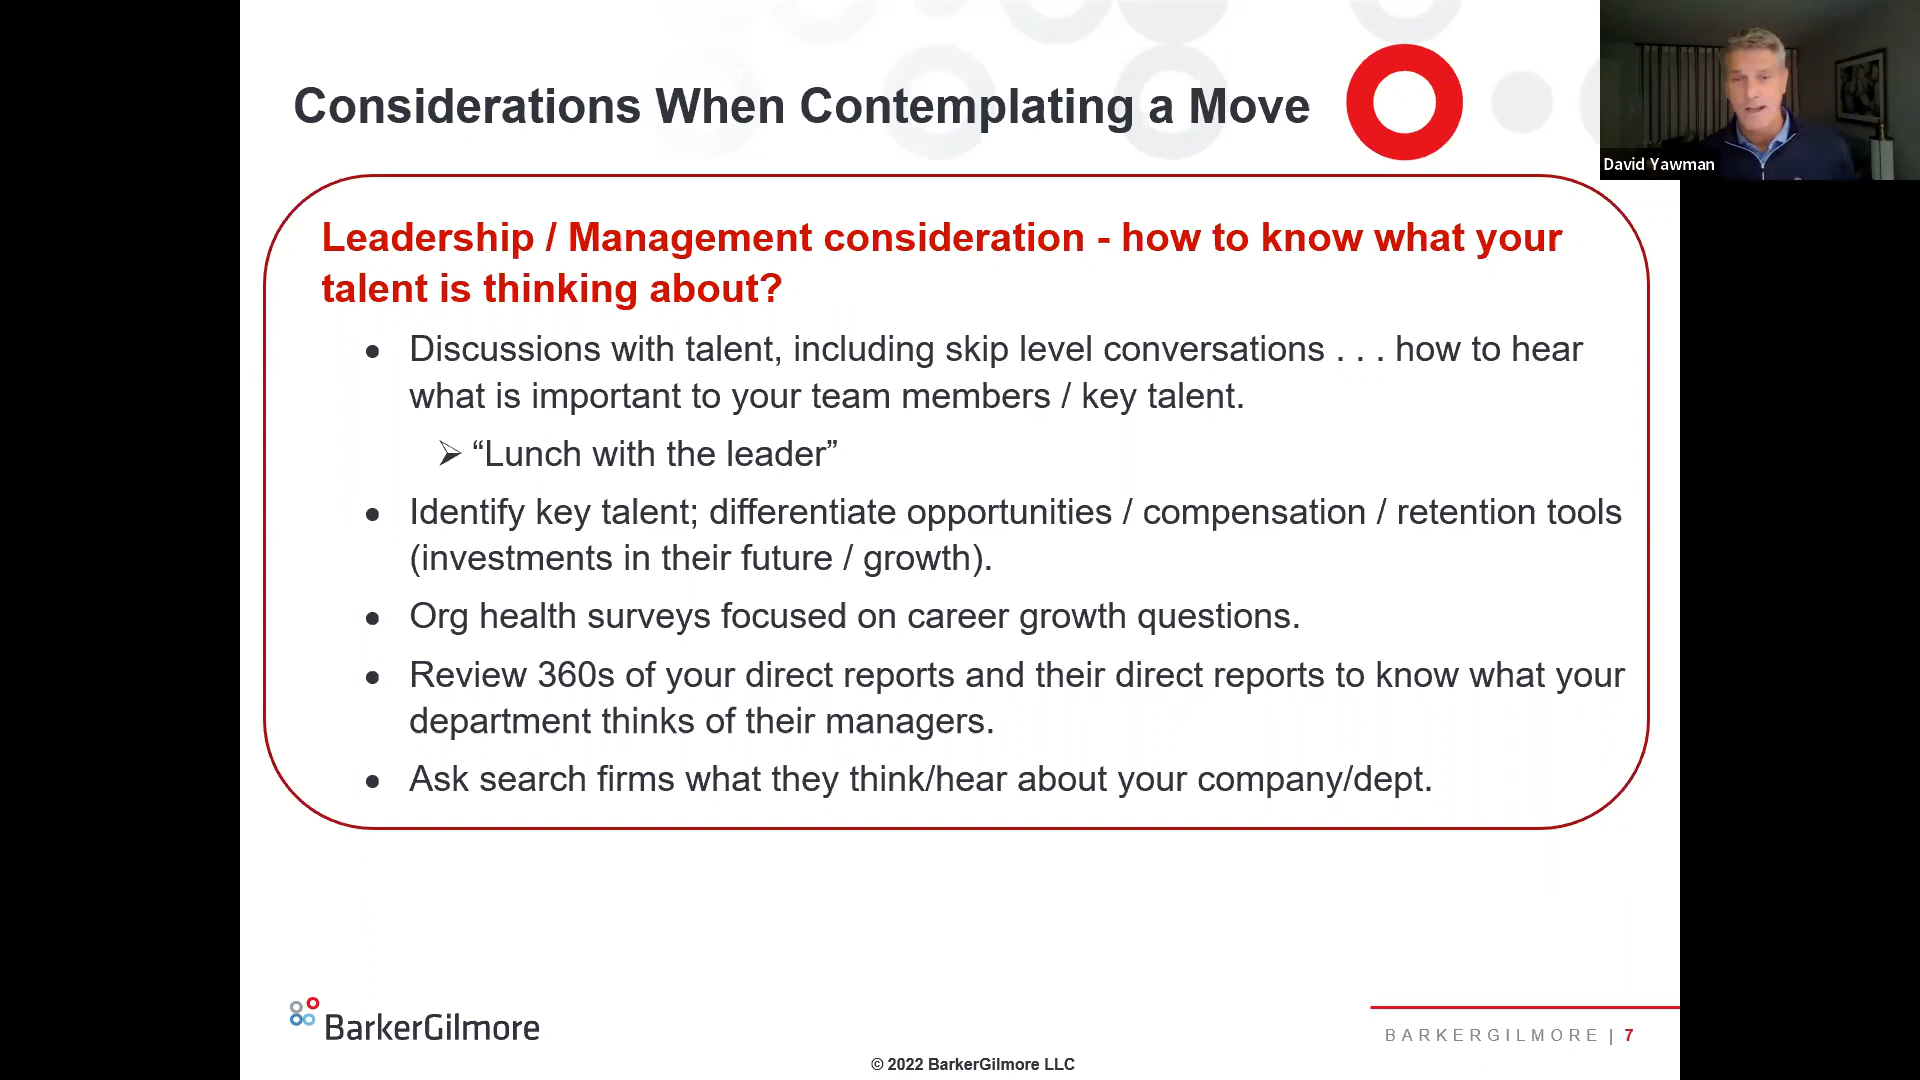 Considerations When Contemplating a Move
David Yawman
Leadership / Management consideration - how to know what your
talent is thinking about?
● Discussions with talent, including skip level conversations . . . how to hear
what is important to your team members / key talent.
➢ “Lunch with the leader”
● Identify key talent; differentiate opportunities / compensation / retention tools
(investments in their future / growth).
● Org health surveys focused on career growth questions.
● Review 360s of your direct reports and their direct reports to know what your
department thinks of their managers.
● Ask search firms what they think/hear about your company/dept.
BarkerGilmore
BARKERGILMORE | 7
© 2022 BarkerGilmore LLC